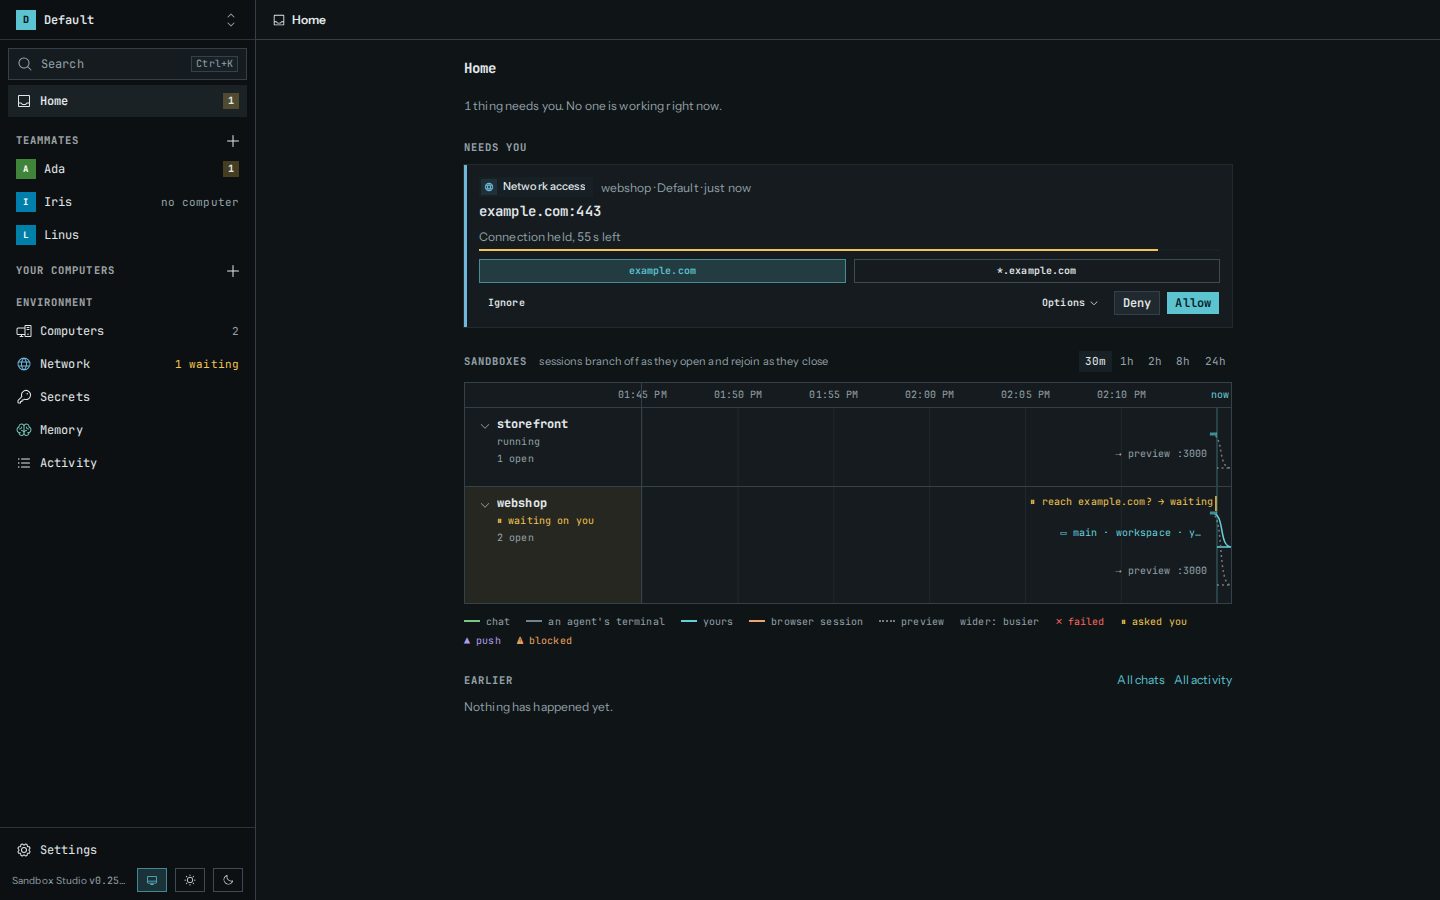 D Default
Home
Search Ctrl+K
Home 1
TEAMMATES
A Ada 1
I Iris no computer
L Linus
YOUR COMPUTERS
ENVIRONMENT
Computers 2
Network 1 waiting
Secrets
Memory
Activity
Settings
Sandbox Studio v0.25…
Home
1 thing needs you. No one is working right now.
NEEDS YOU
Network access webshop · Default · just now
example.com:443
Connection held, 55s left
example.com *.example.com
Ignore Options Deny Allow
SANDBOXES sessions branch off as they open and rejoin as they close 30m 1h 2h 8h 24h
01:45 PM 01:50 PM 01:55 PM 02:00 PM 02:05 PM 02:10 PM now
storefront
running
1 open
→ preview :3000
webshop
waiting on you
2 open
reach example.com? → waiting
main · workspace · y…
→ preview :3000
chat an agent's terminal yours browser session preview wider: busier × failed asked you
▲ push blocked
EARLIER All chats All activity
Nothing has happened yet.